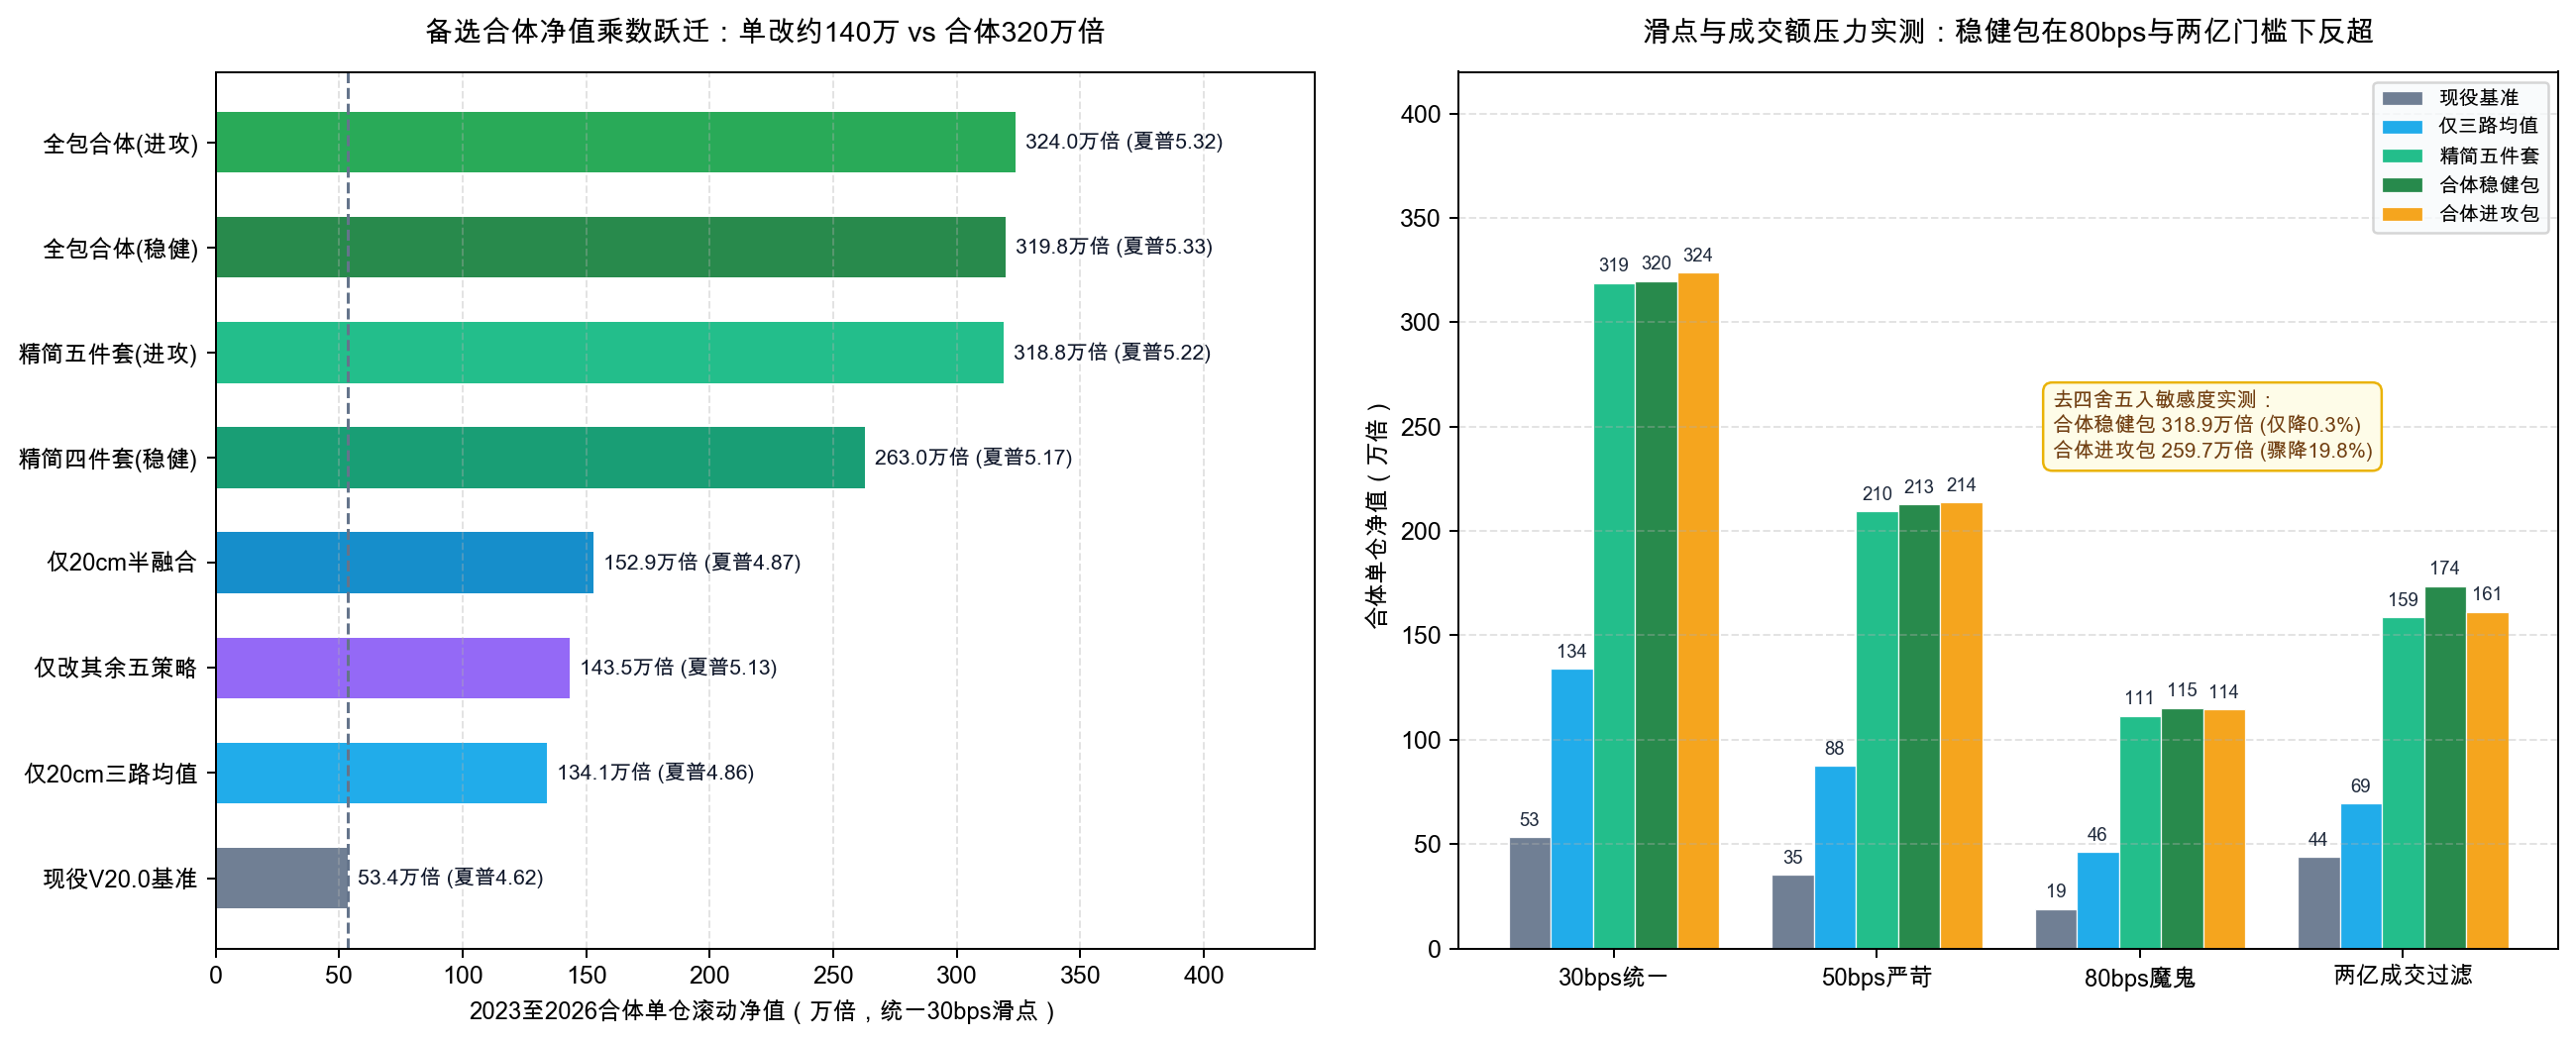 备选合体净值乘数跃迁：单改约140万 vs 合体320万倍
全包合体(进攻)
324.0万倍 (夏普5.32)
全包合体(稳健)
319.8万倍 (夏普5.33)
精简五件套(进攻)
318.8万倍 (夏普5.22)
精简四件套(稳健)
263.0万倍 (夏普5.17)
仅20cm半融合
152.9万倍 (夏普4.87)
仅改其余五策略
143.5万倍 (夏普5.13)
仅20cm三路均值
134.1万倍 (夏普4.86)
现役V20.0基准
53.4万倍 (夏普4.62)
0 50 100 150 200 250 300 350 400
2023至2026合体单仓滚动净值（万倍，统一30bps滑点）
滑点与成交额压力实测：稳健包在80bps与两亿门槛下反超
现役基准
仅三路均值
精简五件套
合体稳健包
合体进攻包
合体单仓净值（万倍）
400
350
300
250
200
150
100
50
0
53 134 319 320 324
35 88 210 213 214
19 46 111 115 114
44 69 159 174 161
去四舍五入敏感度实测：
合体稳健包 318.9万倍 (仅降0.3%)
合体进攻包 259.7万倍 (骤降19.8%)
30bps统一 50bps严苛 80bps魔鬼 两亿成交过滤